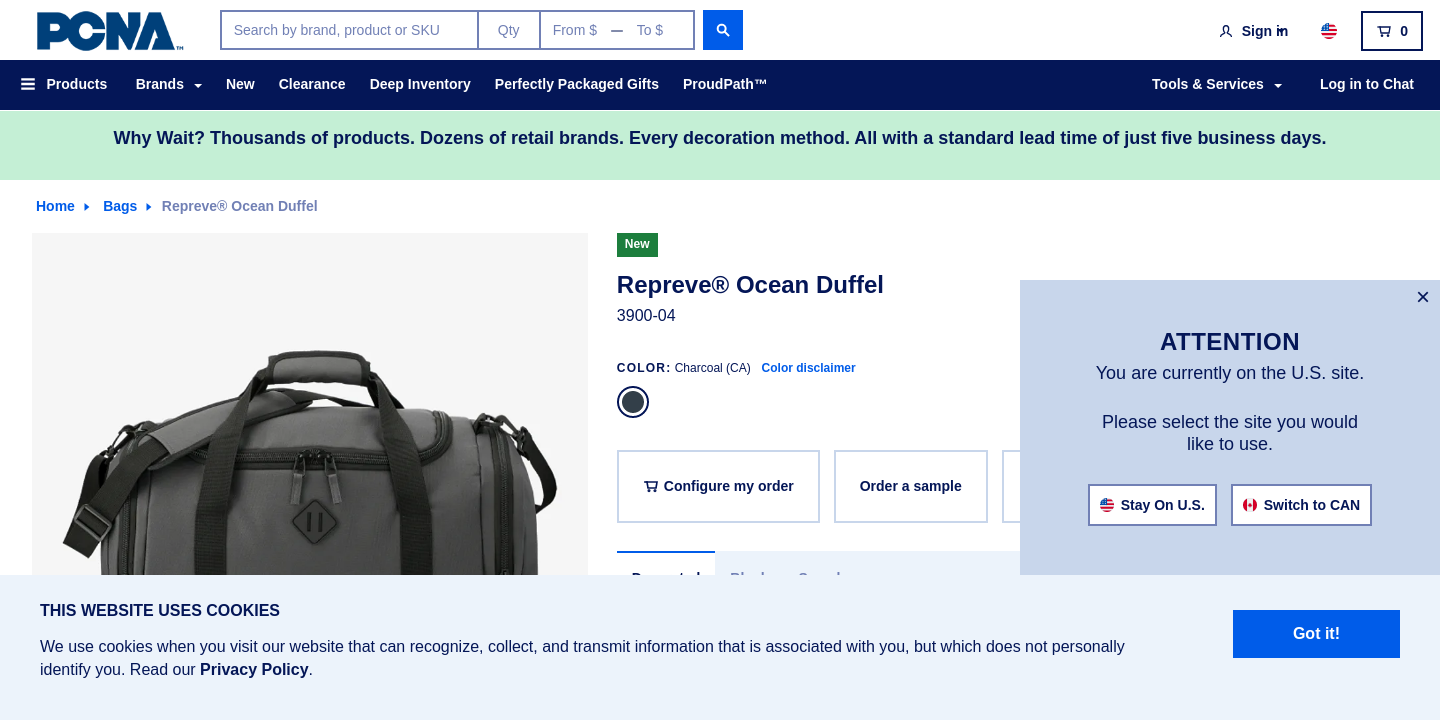 PCNA™
Search by brand, product or SKU
Qty
From $ — To $
Sign in
0
Products
Brands
New
Clearance
Deep Inventory
Perfectly Packaged Gifts
ProudPath™
Tools & Services
Log in to Chat
Why Wait? Thousands of products. Dozens of retail brands. Every decoration method. All with a standard lead time of just five business days.
Home
Bags
Repreve® Ocean Duffel
New
Repreve® Ocean Duffel
3900-04
COLOR: Charcoal (CA) Color disclaimer
Configure my order
Order a sample
×
ATTENTION
You are currently on the U.S. site.
Please select the site you would
like to use.
Stay On U.S.
Switch to CAN
THIS WEBSITE USES COOKIES
We use cookies when you visit our website that can recognize, collect, and transmit information that is associated with you, but which does not personally
identify you. Read our Privacy Policy.
Got it!